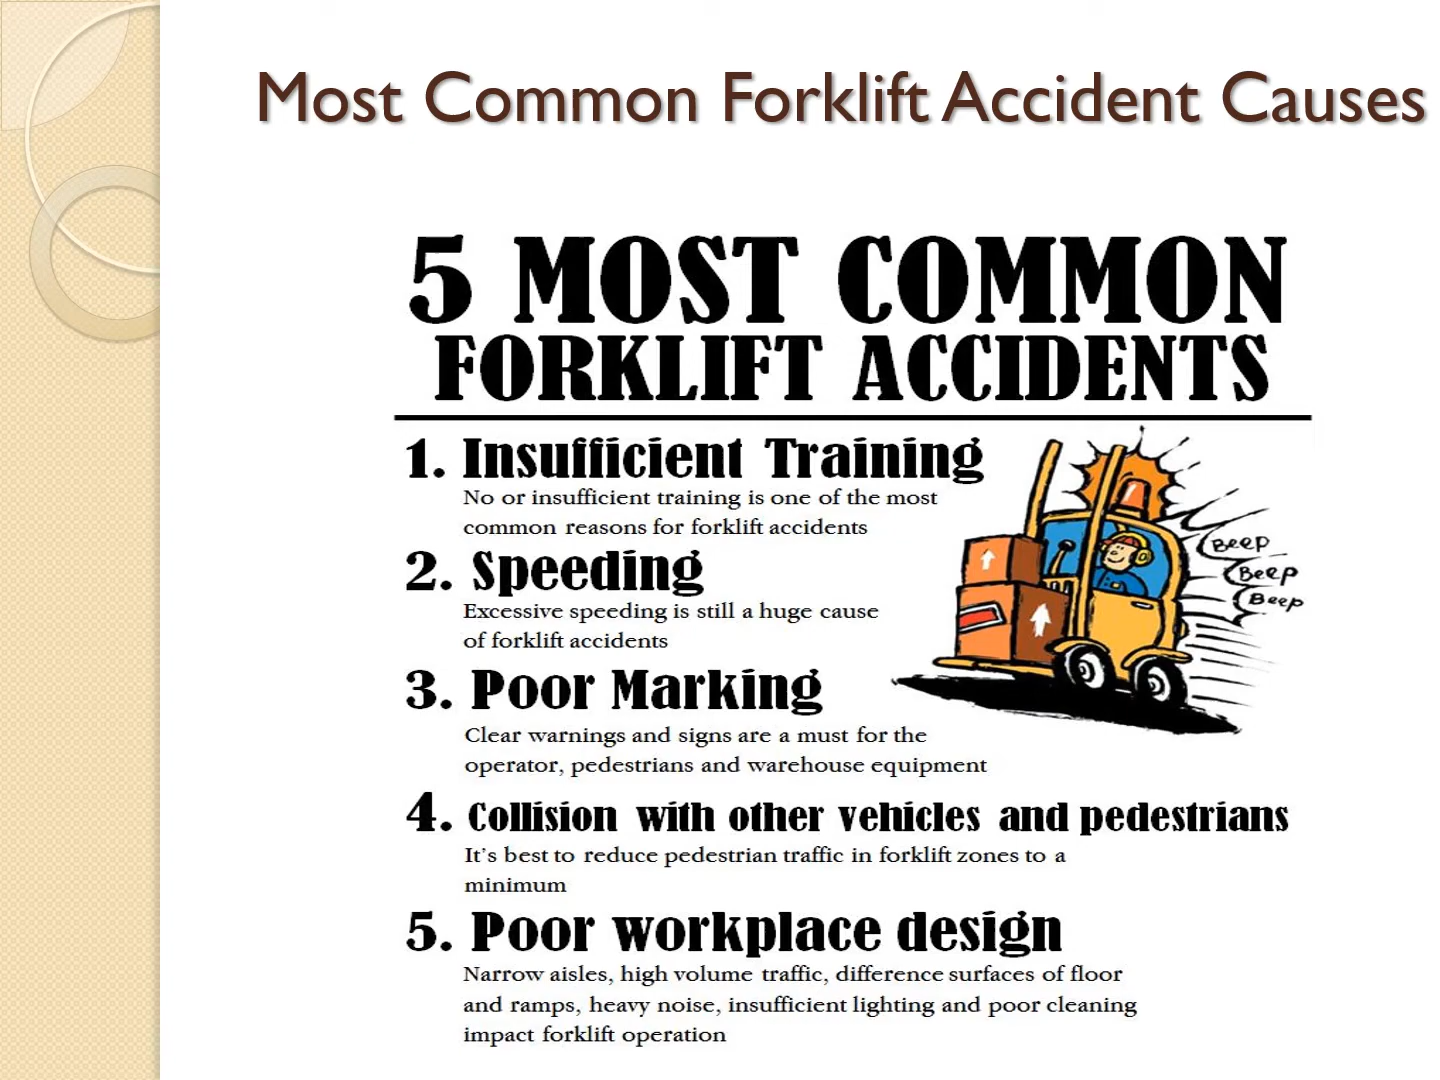 Most Common Forklift Accident Causes
5 MOST COMMON
FORKLIFT ACCIDENTS
1. Insufficient Training
No or insufficient training is one of the most
common reasons for forklift accidents
2. Speeding
Excessive speeding is still a huge cause
of forklift accidents
Beep
Beep
Beep
3. Poor Marking
Clear warnings and signs are a must for the
operator, pedestrians and warehouse equipment
4. Collision with other vehicles and pedestrians
It's best to reduce pedestrian traffic in forklift zones to a
minimum
5. Poor workplace design
Narrow aisles, high volume traffic, difference surfaces of floor
and ramps, heavy noise, insufficient lighting and poor cleaning
impact forklift operation